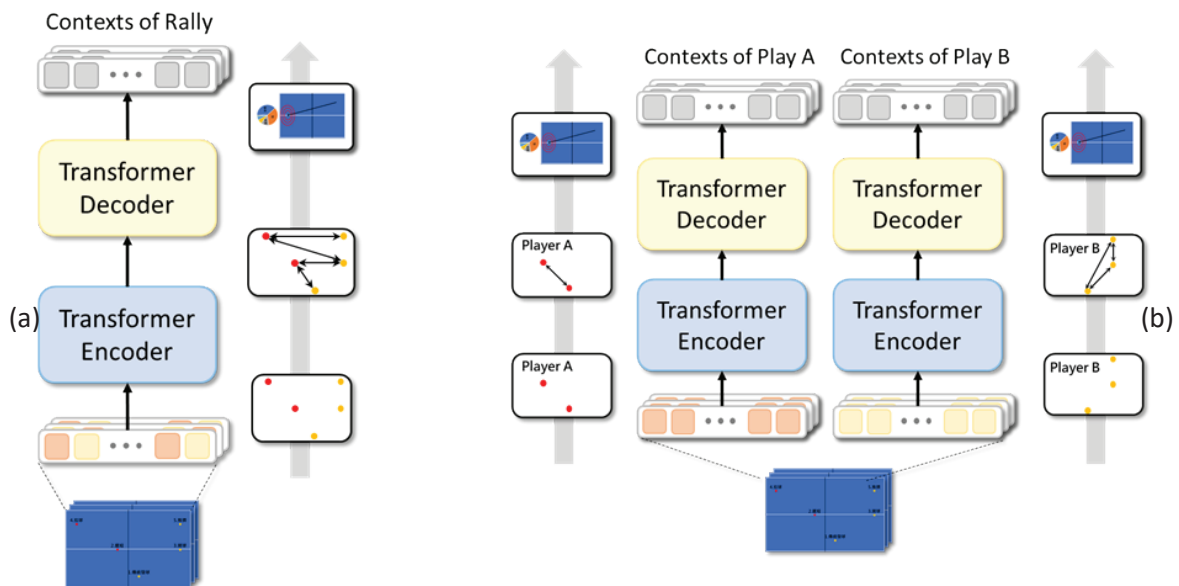 Contexts of Rally
Transformer
Decoder
(a)
Transformer
Encoder
Contexts of Play A
Contexts of Play B
Transformer
Decoder
Transformer
Decoder
Player A
Player B
Transformer
Encoder
Transformer
Encoder
(b)
Player A
Player B